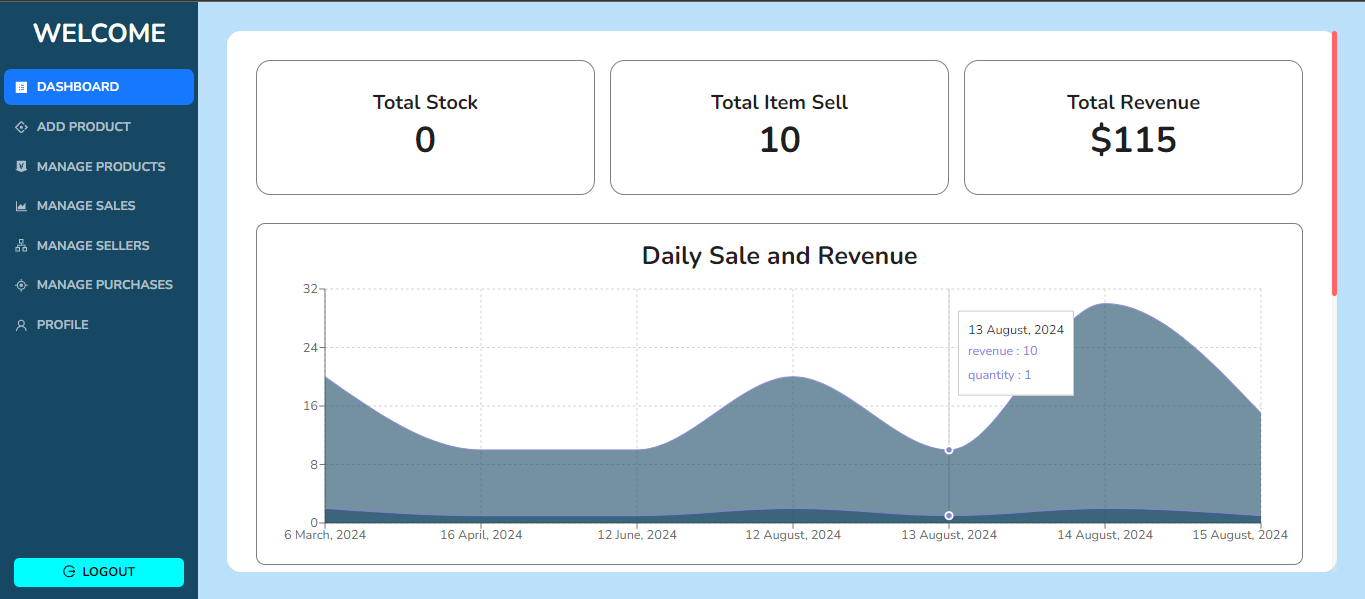 WELCOME
DASHBOARD
ADD PRODUCT
MANAGE PRODUCTS
MANAGE SALES
MANAGE SELLERS
MANAGE PURCHASES
PROFILE
LOGOUT
Total Stock
0
Total Item Sell
10
Total Revenue
$115
Daily Sale and Revenue
32
24
16
8
0
13 August, 2024
revenue : 10
quantity : 1
6 March, 2024
16 April, 2024
12 June, 2024
12 August, 2024
13 August, 2024
14 August, 2024
15 August, 2024